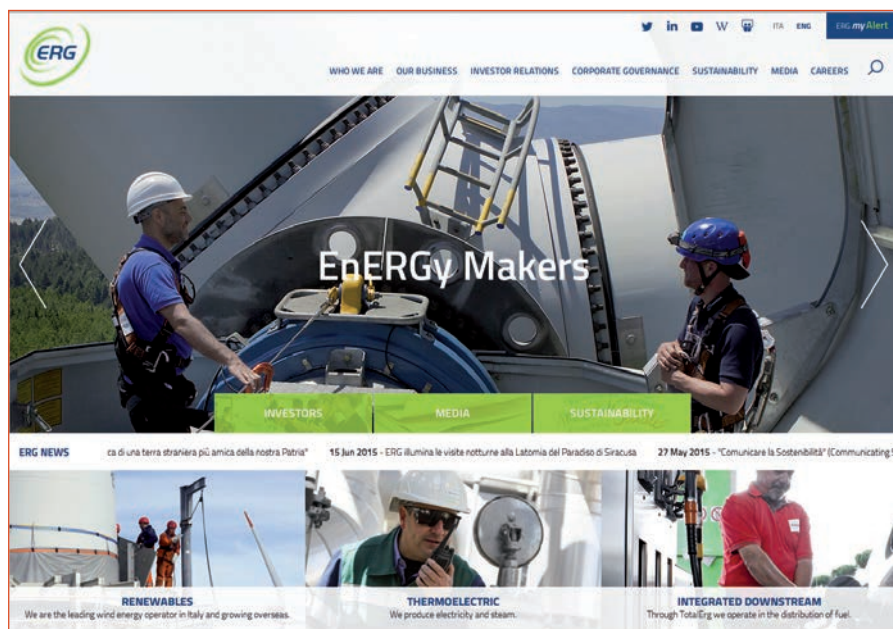 W ITA ENG ERG myAlert
ERG
WHO WE ARE OUR BUSINESS INVESTOR RELATIONS CORPORATE GOVERNANCE SUSTAINABILITY MEDIA CAREERS
EnERGy Makers
INVESTORS MEDIA SUSTAINABILITY
ERG NEWS ca di una terra straniera più amica della nostra Patria" 15 Jun 2015 - ERG illumina le visite notturne alla Latomia del Paradiso di Siracusa 27 May 2015 - "Comunicare la Sostenibilità" (Communicating
RENEWABLES
We are the leading wind energy operator in Italy and growing overseas.
THERMOELECTRIC
We produce electricity and steam.
INTEGRATED DOWNSTREAM
Through TotalErg we operate in the distribution of fuel.